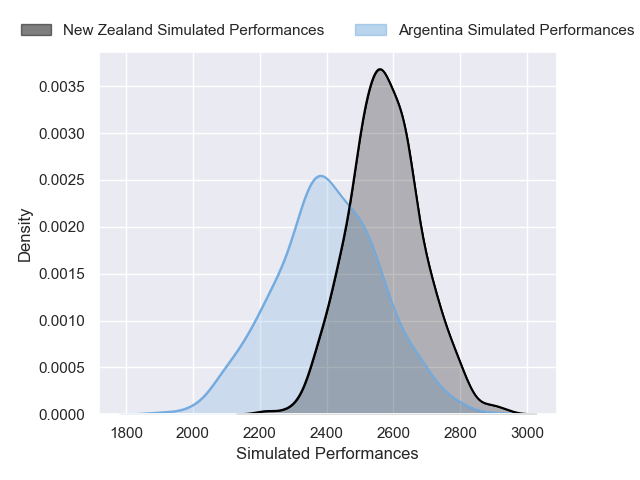 New Zealand Simulated Performances Argentina Simulated Performances
0.0035
0.0030
0.0025
0.0020
0.0015
0.0010
0.0005
0.0000
Density
1800 2000 2200 2400 2600 2800 3000
Simulated Performances